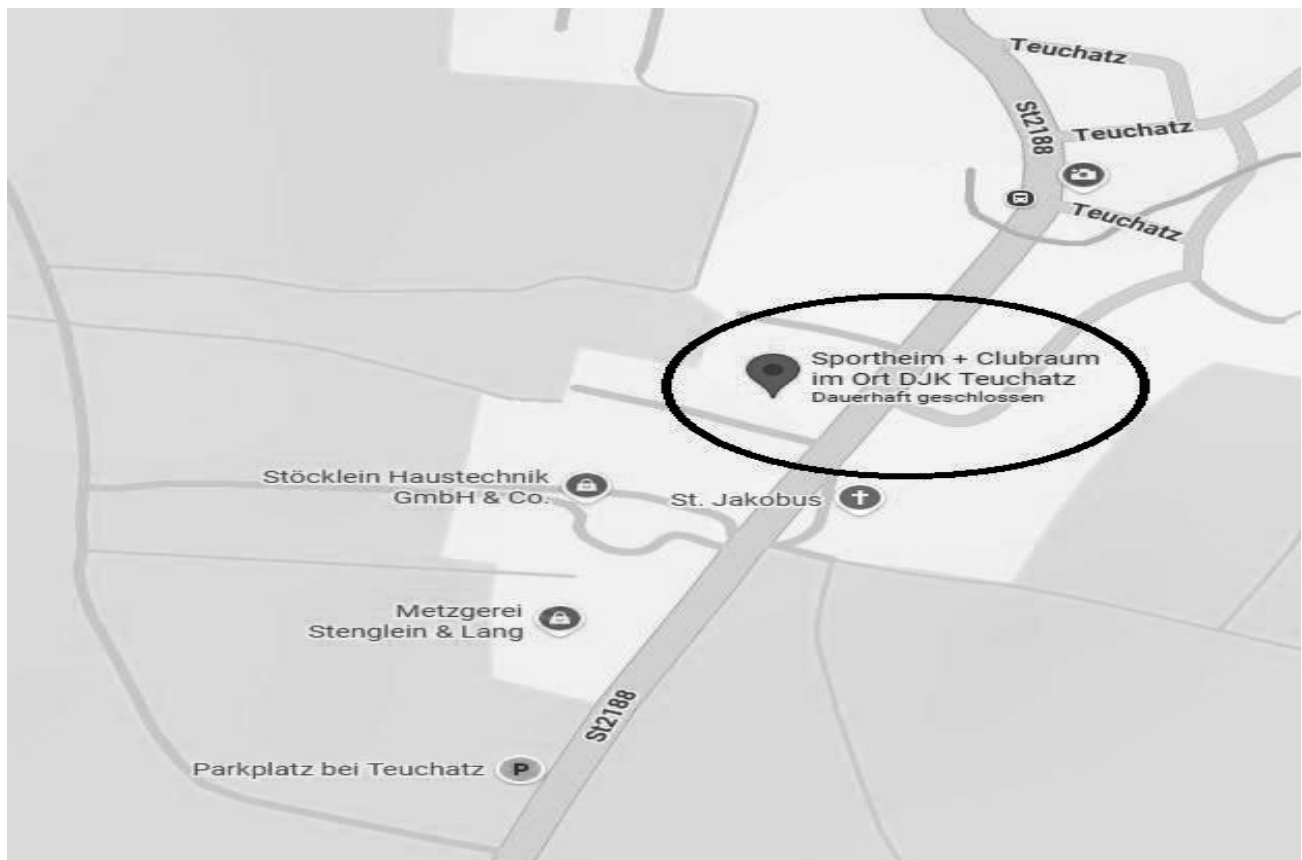 Teuchatz
St2188
Teuchatz
Teuchatz
Sportheim + Clubraum
im Ort DJK Teuchatz
Dauerhaft geschlossen
Stöcklein Haustechnik
GmbH & Co.
St. Jakobus
Metzgerei
Stenglein & Lang
St2188
Parkplatz bei Teuchatz
P